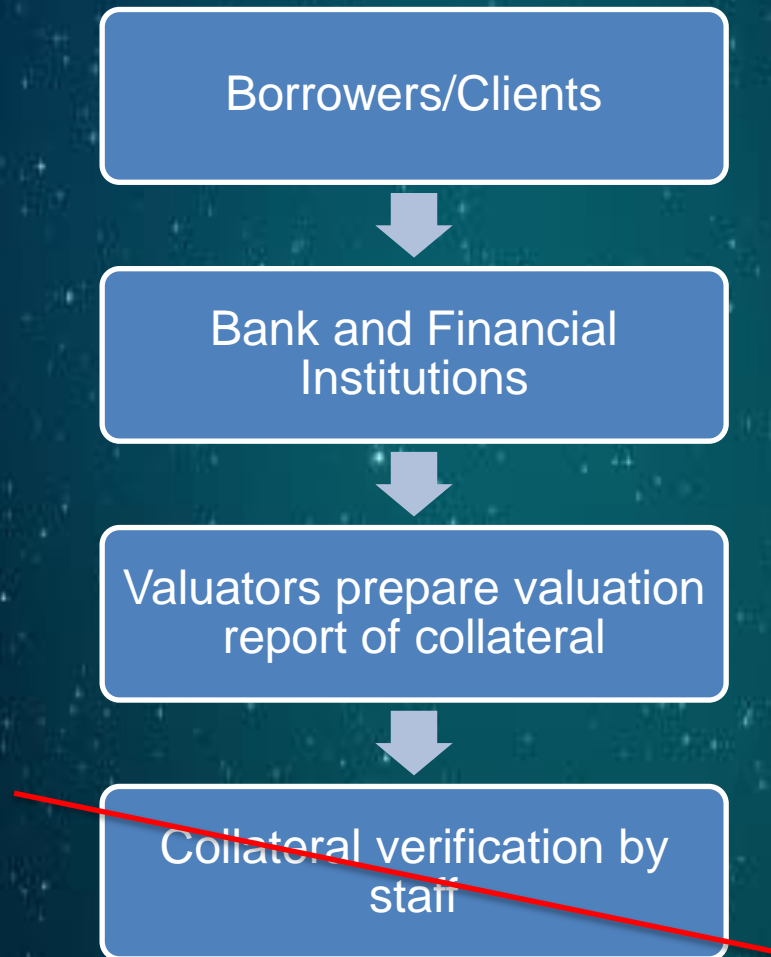 Borrowers/Clients
Bank and Financial
Institutions
Valuators prepare valuation
report of collateral
Collateral verification by
staff